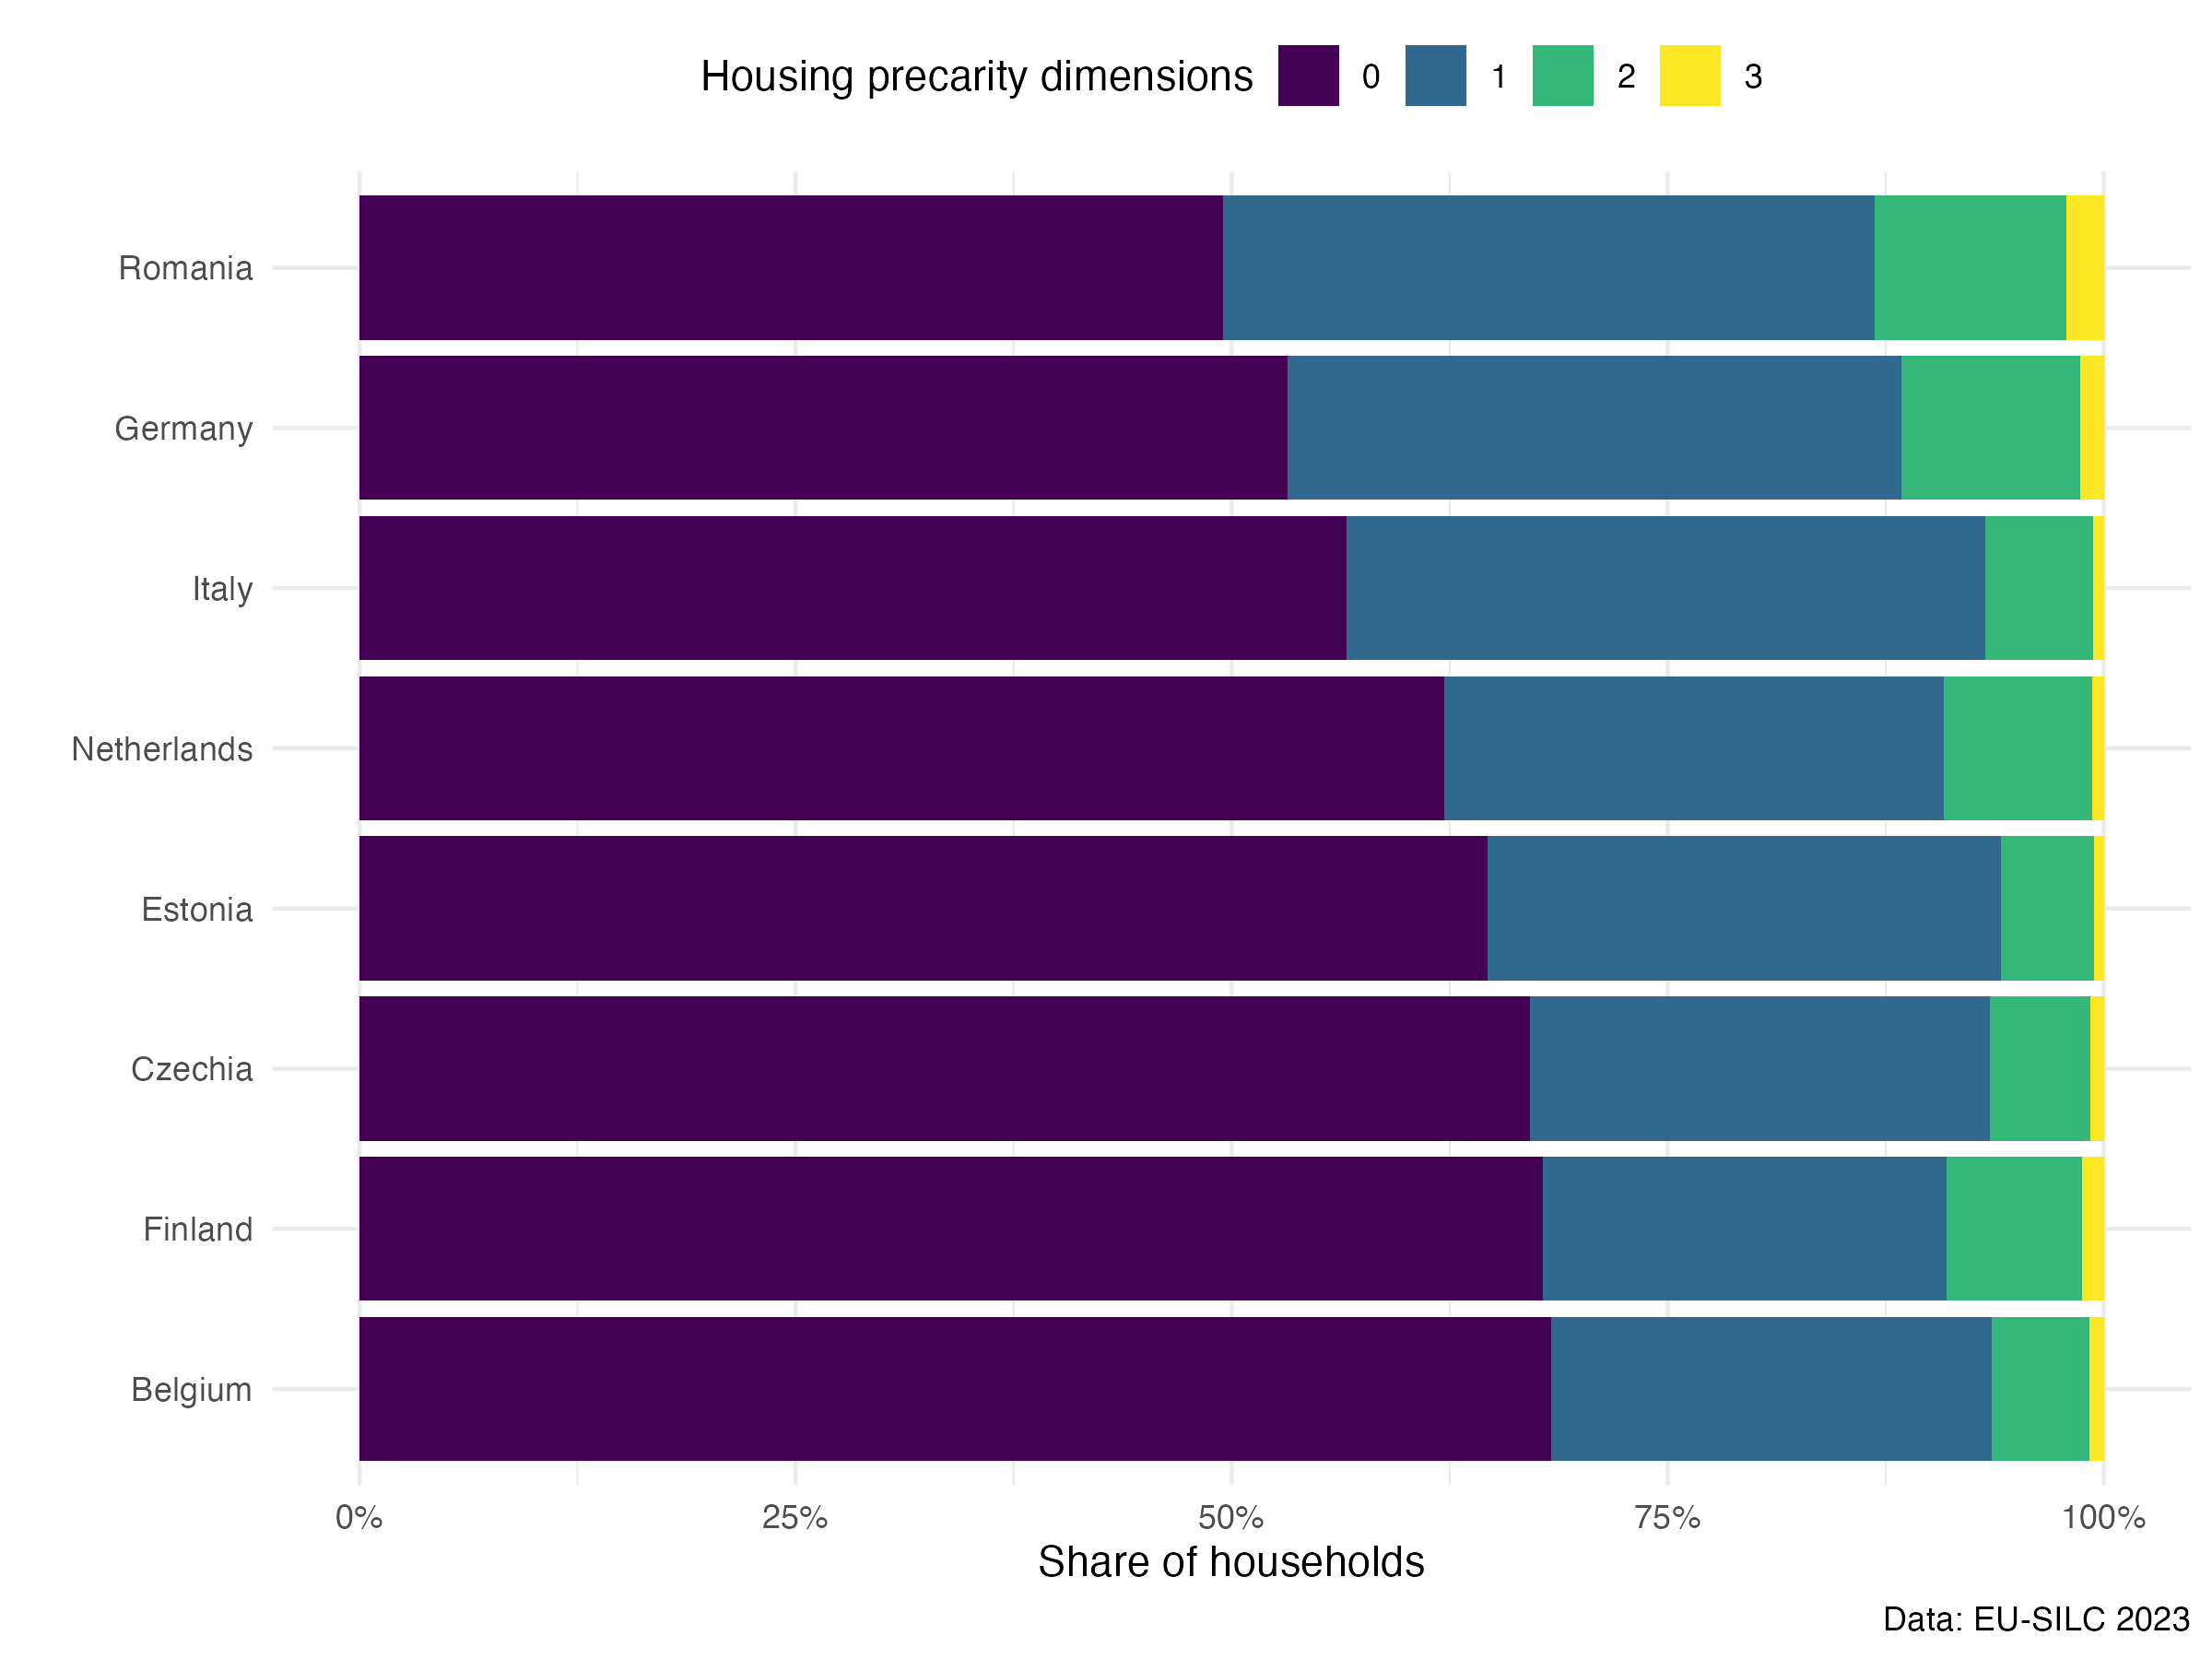 Housing precarity dimensions 0 1 2 3
Romania
Germany
Italy
Netherlands
Estonia
Czechia
Finland
Belgium
0% 25% 50% 75% 100%
Share of households
Data: EU-SILC 2023